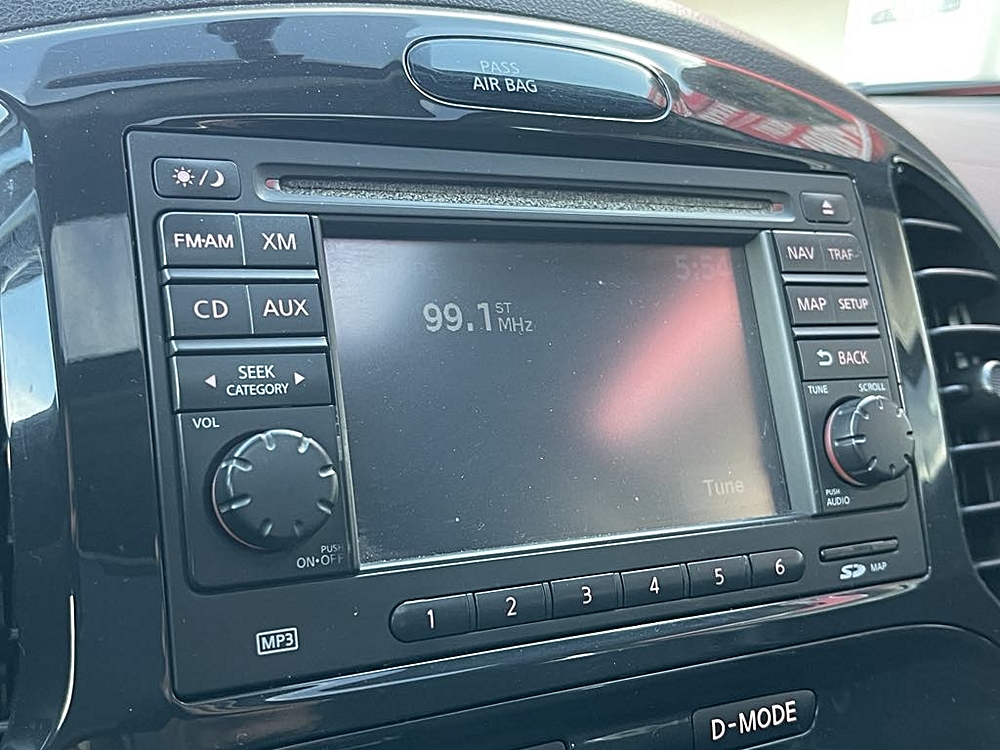 PASS
AIR BAG
FM·AM XM
CD AUX
SEEK
CATEGORY
VOL
PUSH
ON·OFF
MP3
99.1 ST
MHz
5:54
Tune
NAV TRAF
MAP SETUP
BACK
TUNE SCROLL
PUSH
AUDIO
SD MAP
1 2 3 4 5 6
D-MODE